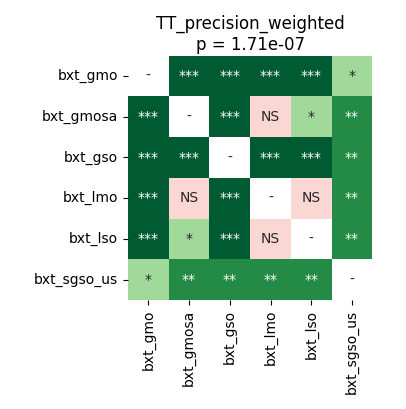 TT_precision_weighted
p = 1.71e-07
bxt_gmo - *** *** *** *** *
bxt_gmosa *** - *** NS * **
bxt_gso *** *** - *** *** **
bxt_lmo *** NS *** - NS **
bxt_lso *** * *** NS - **
bxt_sgso_us * ** ** ** ** -
bxt_gmo
bxt_gmosa
bxt_gso
bxt_lmo
bxt_lso
bxt_sgso_us